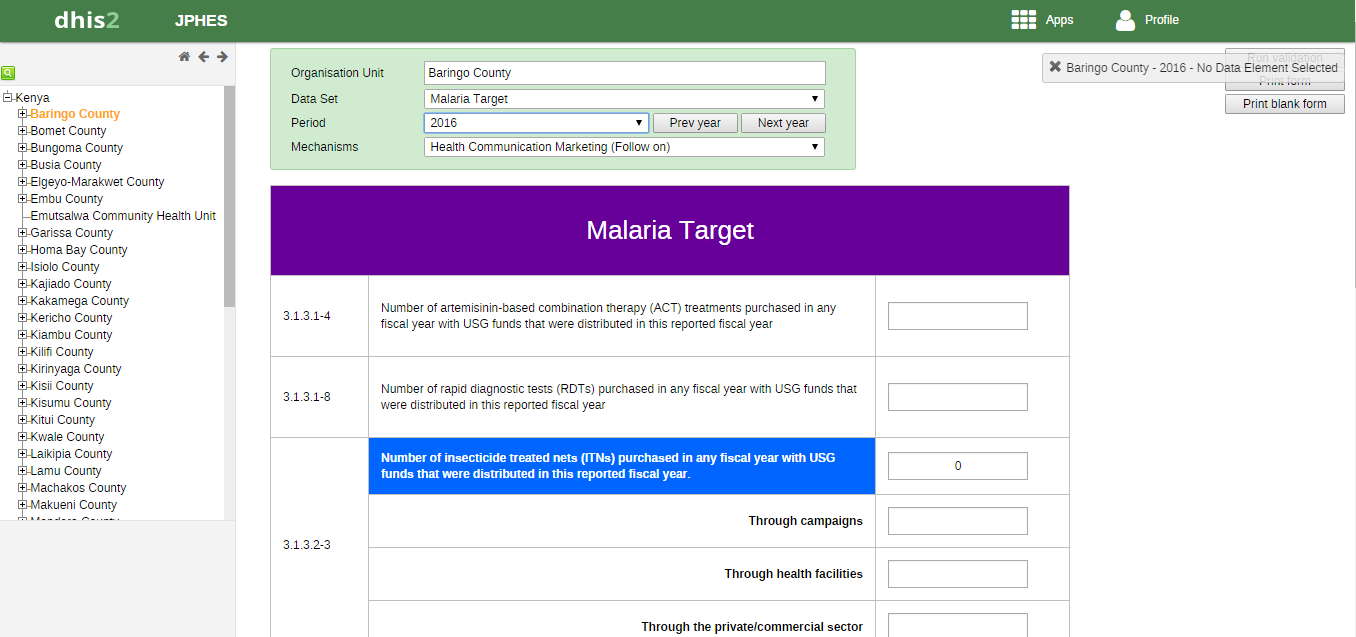 dhis2
JPHES
Apps
Profile
Kenya
Baringo County
Bomet County
Bungoma County
Busia County
Elgeyo-Marakwet County
Embu County
Emutsalwa Community Health Unit
Garissa County
Homa Bay County
Isiolo County
Kajiado County
Kakamega County
Kericho County
Kiambu County
Kilifi County
Kirinyaga County
Kisii County
Kisumu County
Kitui County
Kwale County
Laikipia County
Lamu County
Machakos County
Makueni County
Organisation Unit Baringo County
Data Set Malaria Target
Period 2016 Prev year Next year
Mechanisms Health Communication Marketing (Follow on)
Run validation
Baringo County - 2016 - No Data Element Selected
Print form
Print blank form
Malaria Target
3.1.3.1-4
Number of artemisinin-based combination therapy (ACT) treatments purchased in any
fiscal year with USG funds that were distributed in this reported fiscal year
3.1.3.1-8
Number of rapid diagnostic tests (RDTs) purchased in any fiscal year with USG funds that
were distributed in this reported fiscal year
3.1.3.2-3
Number of insecticide treated nets (ITNs) purchased in any fiscal year with USG
funds that were distributed in this reported fiscal year.
0
Through campaigns
Through health facilities
Through the private/commercial sector